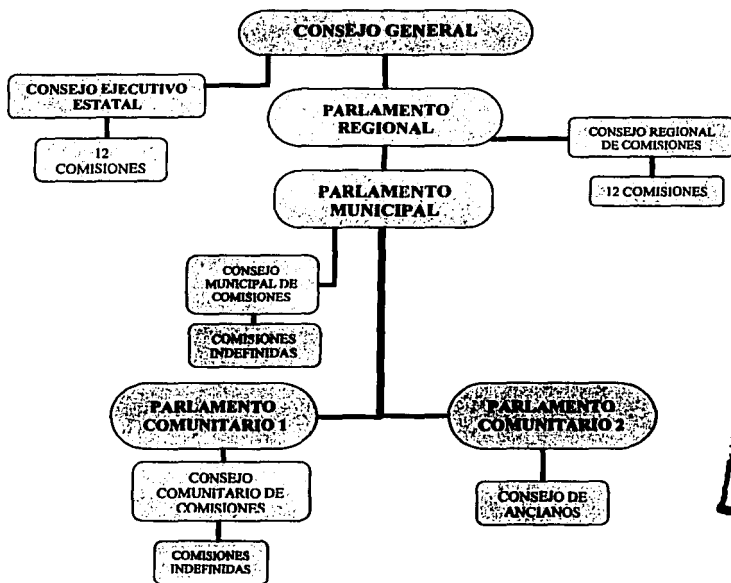 CONSEJO GENERAL
CONSEJO EJECUTIVO
ESTATAL
12
COMISIONES
PARLAMENTO
REGIONAL
CONSEJO REGIONAL
DE COMISIONES
12 COMISIONES
PARLAMENTO
MUNICIPAL
CONSEJO
MUNICIPAL DE
COMISIONES
COMISIONES
INDEFINIDAS
PARLAMENTO
COMUNITARIO 1
PARLAMENTO
COMUNITARIO 2
CONSEJO
COMUNITARIO DE
COMISIONES
CONSEJO DE
ANCIANOS
COMISIONES
INDEFINIDAS